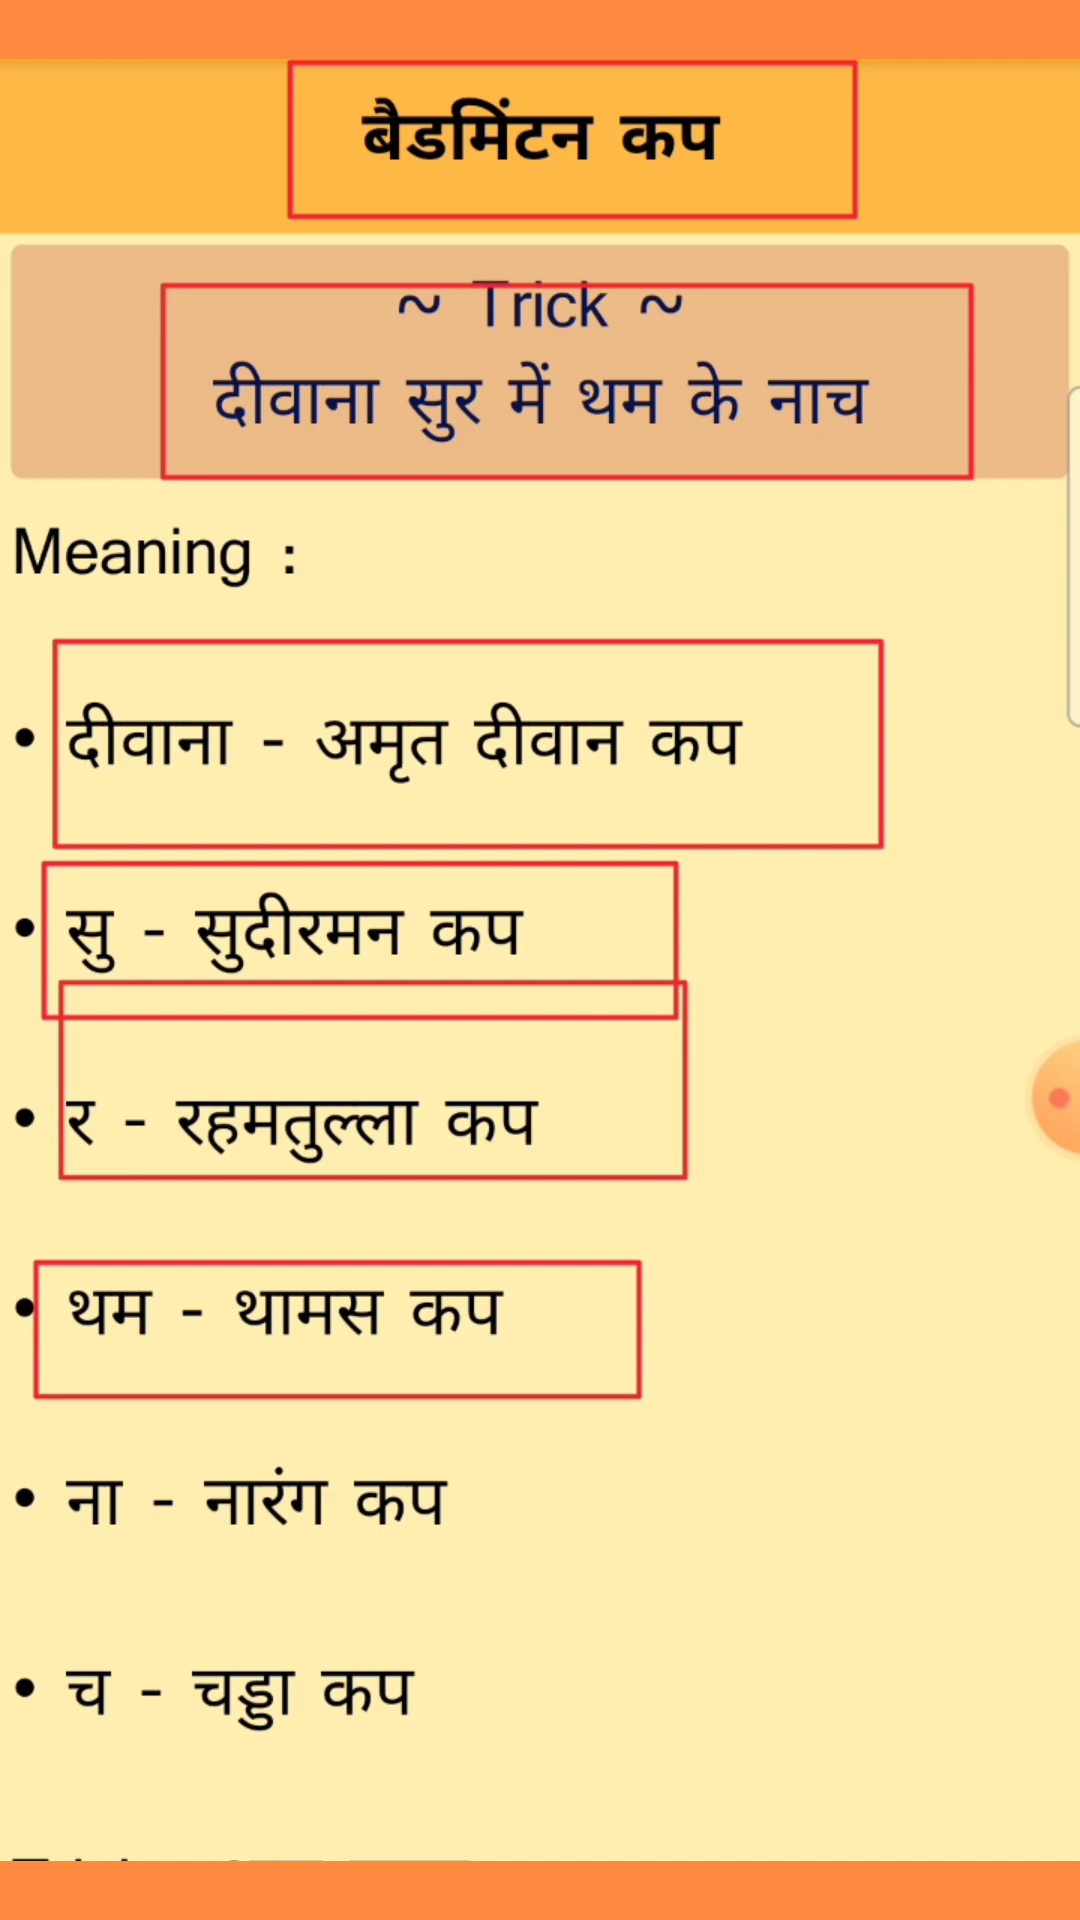 बैडमिंटन कप
~ Trick ~
दीवाना सुर में थम के नाच
Meaning :
• दीवाना - अमृत दीवान कप
• सु - सुदीरमन कप
• र - रहमतुल्ला कप
• थम - थामस कप
• ना - नारंग कप
• च - चड्डा कप